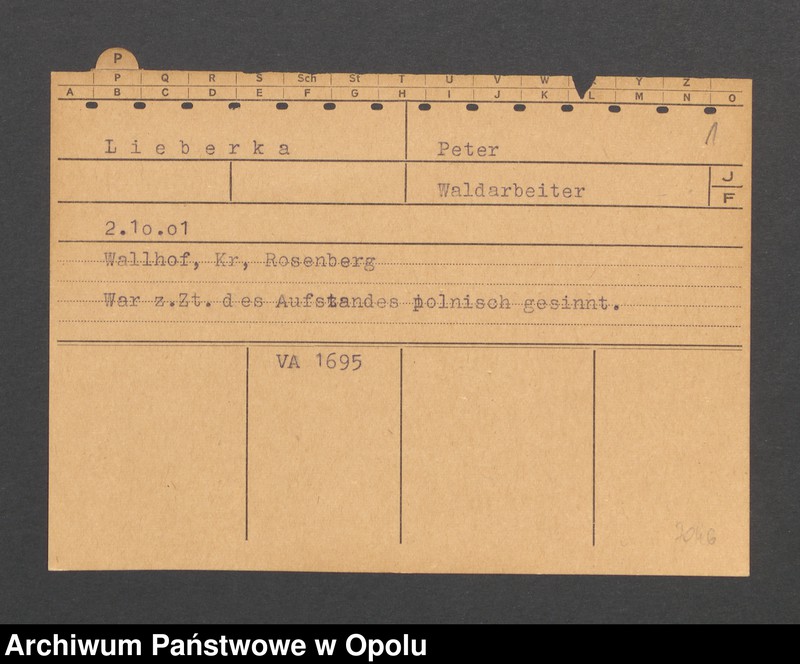 P
P Q R S Sch St T U V W Y Z
A B C D E F G H I J K L M N O
1
Lieberka Peter
Waldarbeiter J
F
2.1o.o1
Wallhof, Kr, Rosenberg
War z.Zt. des Aufstandes polnisch gesinnt.
VA 1695
Archiwum Państwowe w Opolu